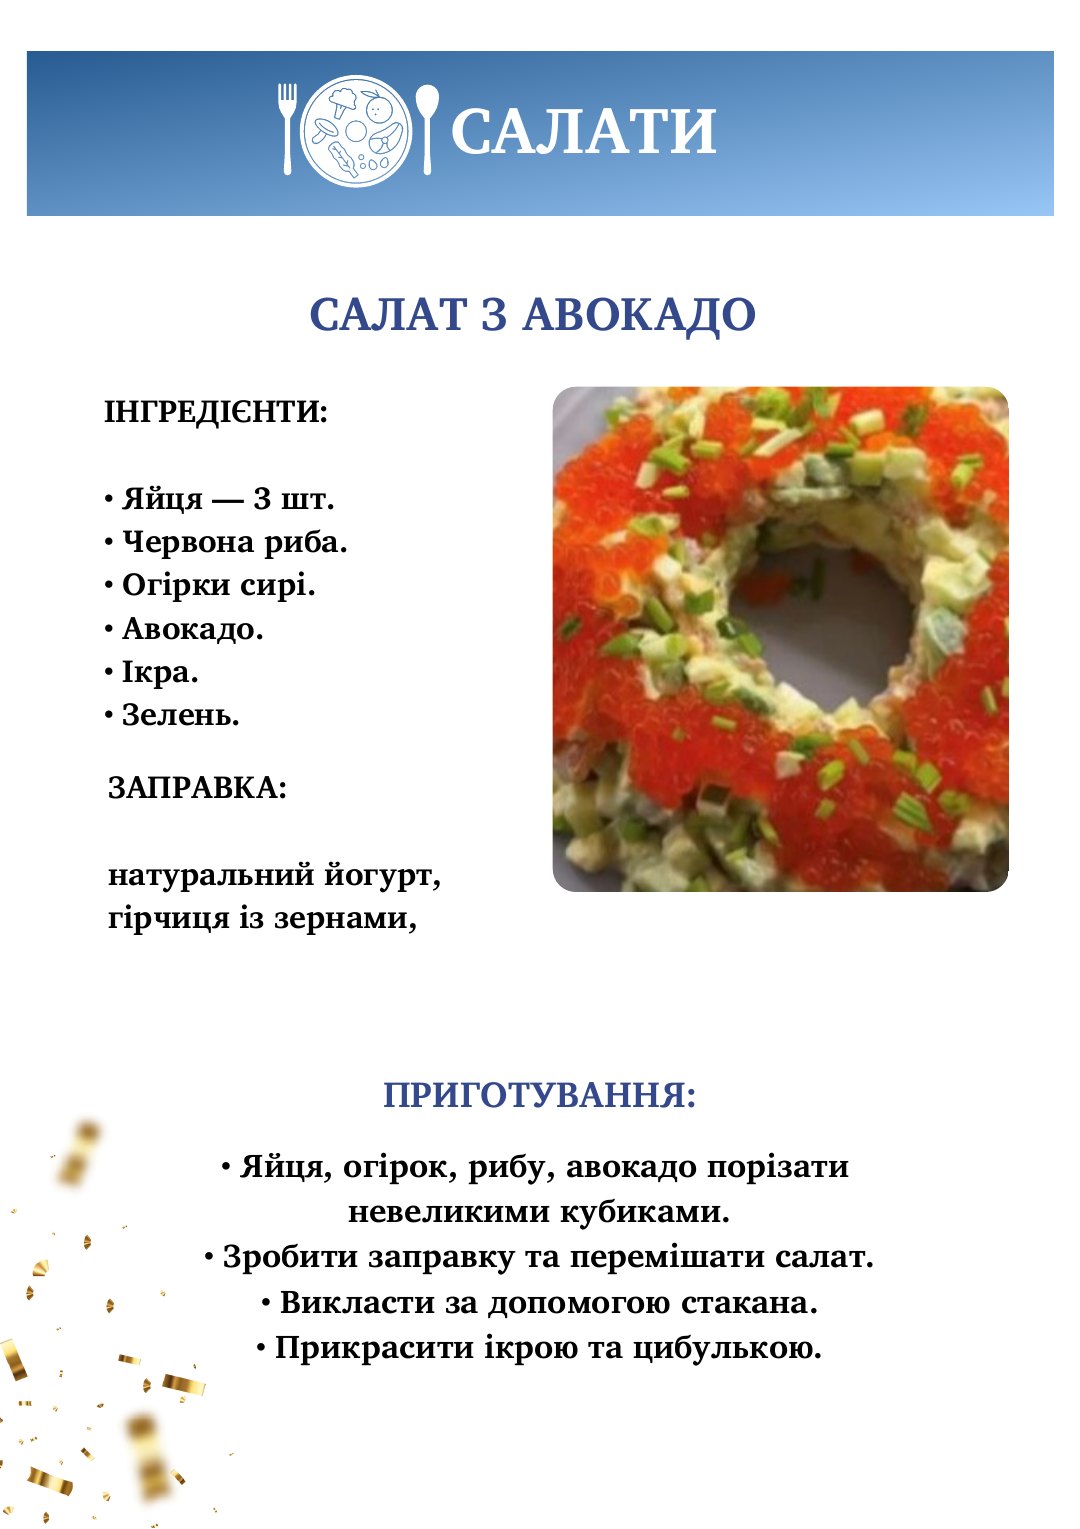 САЛАТИ
САЛАТ З АВОКАДО
ІНГРЕДІЄНТИ:
• Яйця — 3 шт.
• Червона риба.
• Огірки сирі.
• Авокадо.
• Ікра.
• Зелень.
ЗАПРАВКА:
натуральний йогурт,
гірчиця із зернами,
ПРИГОТУВАННЯ:
• Яйця, огірок, рибу, авокадо порізати
невеликими кубиками.
• Зробити заправку та перемішати салат.
• Викласти за допомогою стакана.
• Прикрасити ікрою та цибулькою.